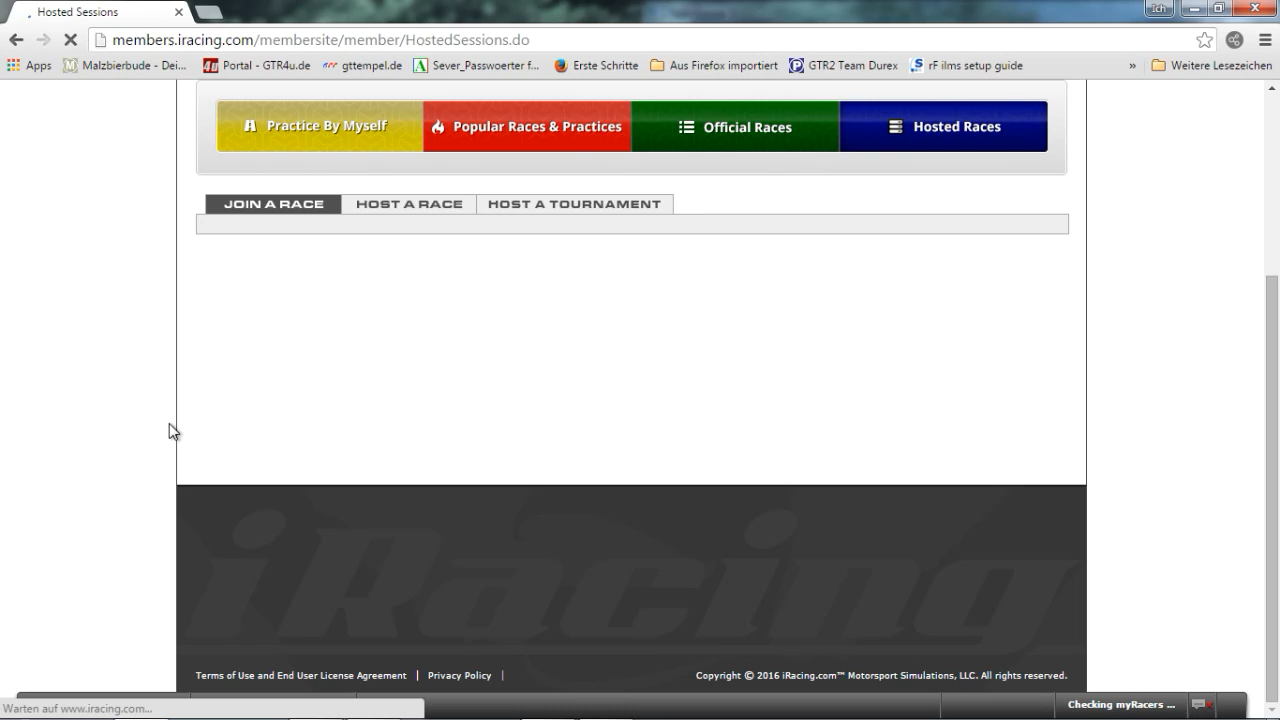 Hosted Sessions
Ich
members.iracing.com/membersite/member/HostedSessions.do
Apps Malzbierbude - Dei... Portal - GTR4u.de gttempel.de Sever_Passwoerter f... Erste Schritte Aus Firefox importiert GTR2 Team Durex rF ilms setup guide » Weitere Lesezeichen
Practice By Myself Popular Races & Practices Official Races Hosted Races
JOIN A RACE HOST A RACE HOST A TOURNAMENT
iRacing
Terms of Use and End User License Agreement | Privacy Policy | Copyright © 2016 iRacing.com™ Motorsport Simulations, LLC. All rights reserved.
Checking myRacers ...
Warten auf www.iracing.com...